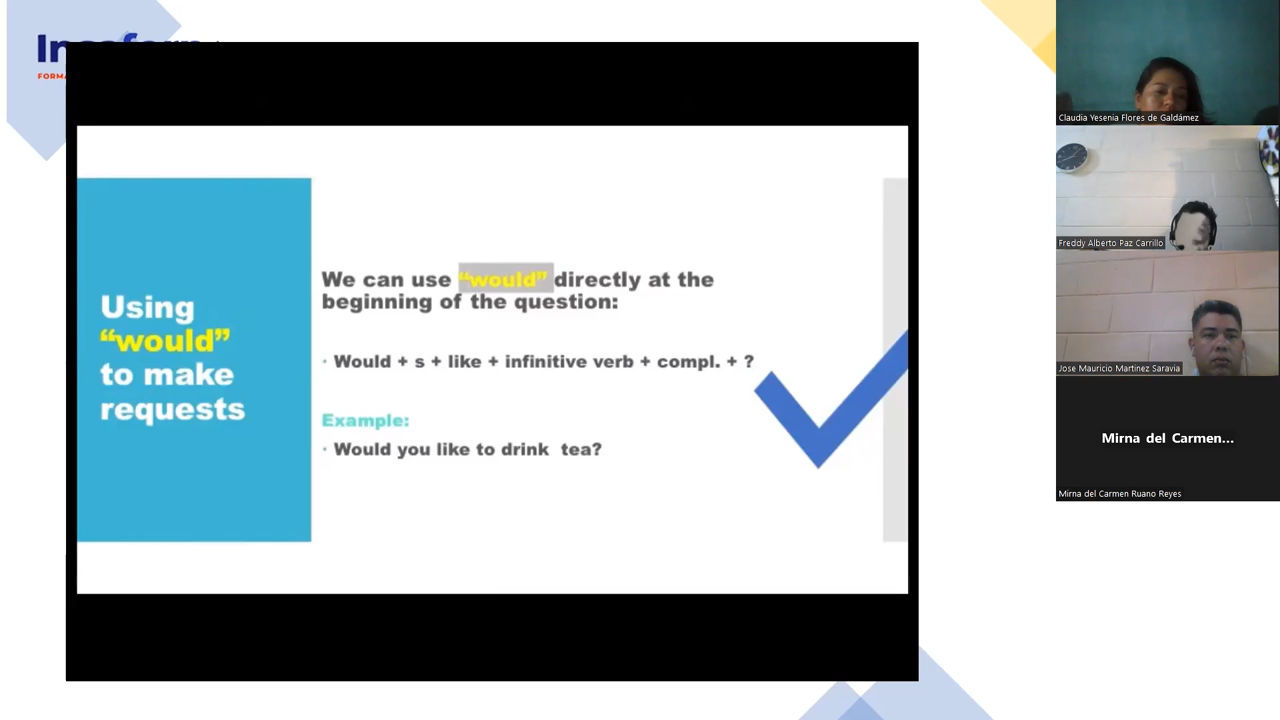 Using
“would”
to make
requests
We can use “would” directly at the
beginning of the question:
· Would + s + like + infinitive verb + compl. + ?
Example:
· Would you like to drink  tea?
Claudia Yesenia Flores de Galdámez
Freddy Alberto Paz Carrillo
Jose Mauricio Martinez Saravia
Mirna del Carmen...
Mirna del Carmen Ruano Reyes